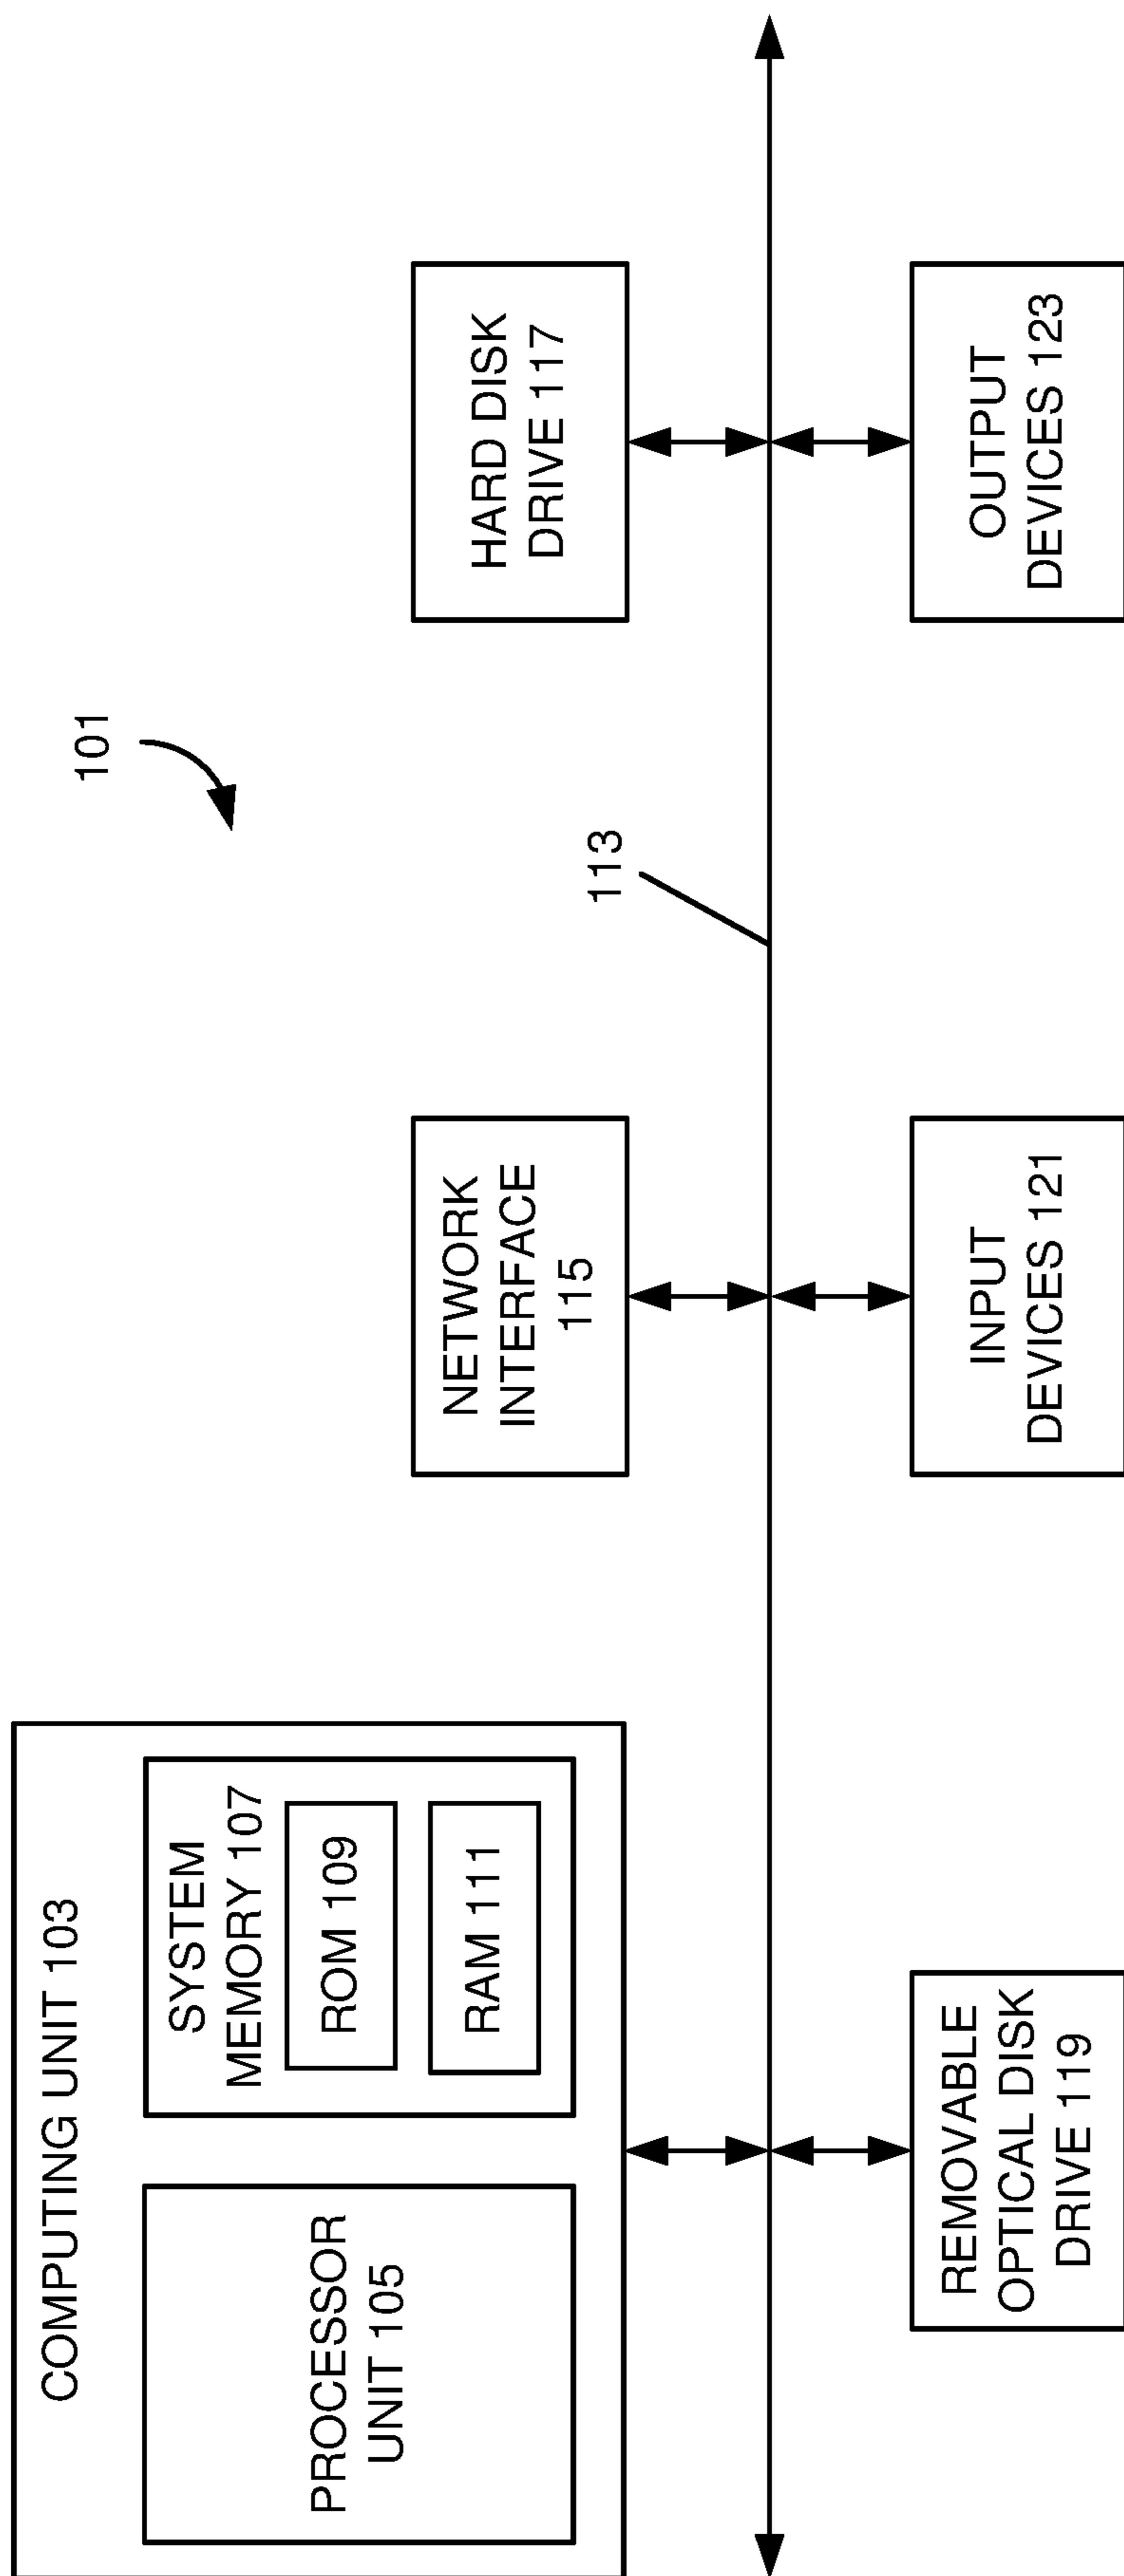 COMPUTING UNIT 103
PROCESSOR
UNIT 105
SYSTEM
MEMORY 107
ROM 109
RAM 111
101
113
NETWORK
INTERFACE
115
HARD DISK
DRIVE 117
REMOVABLE
OPTICAL DISK
DRIVE 119
INPUT
DEVICES 121
OUTPUT
DEVICES 123